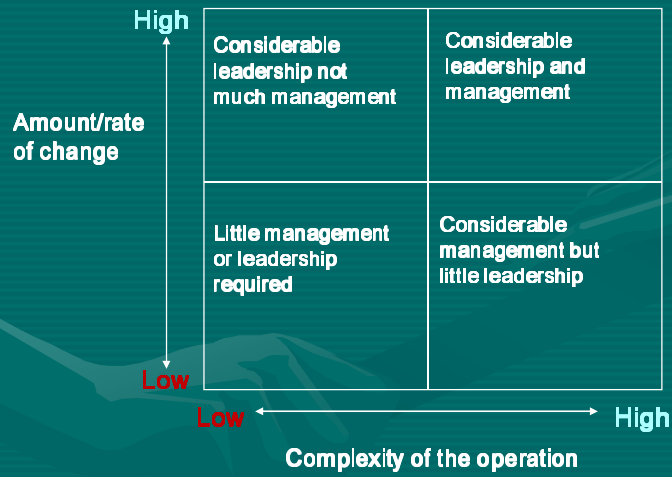 High
Considerable
leadership not
much management
Considerable
leadership and
management
Amount/rate
of change
Little management
or leadership
required
Considerable
management but
little leadership
Low
Low
High
Complexity of the operation